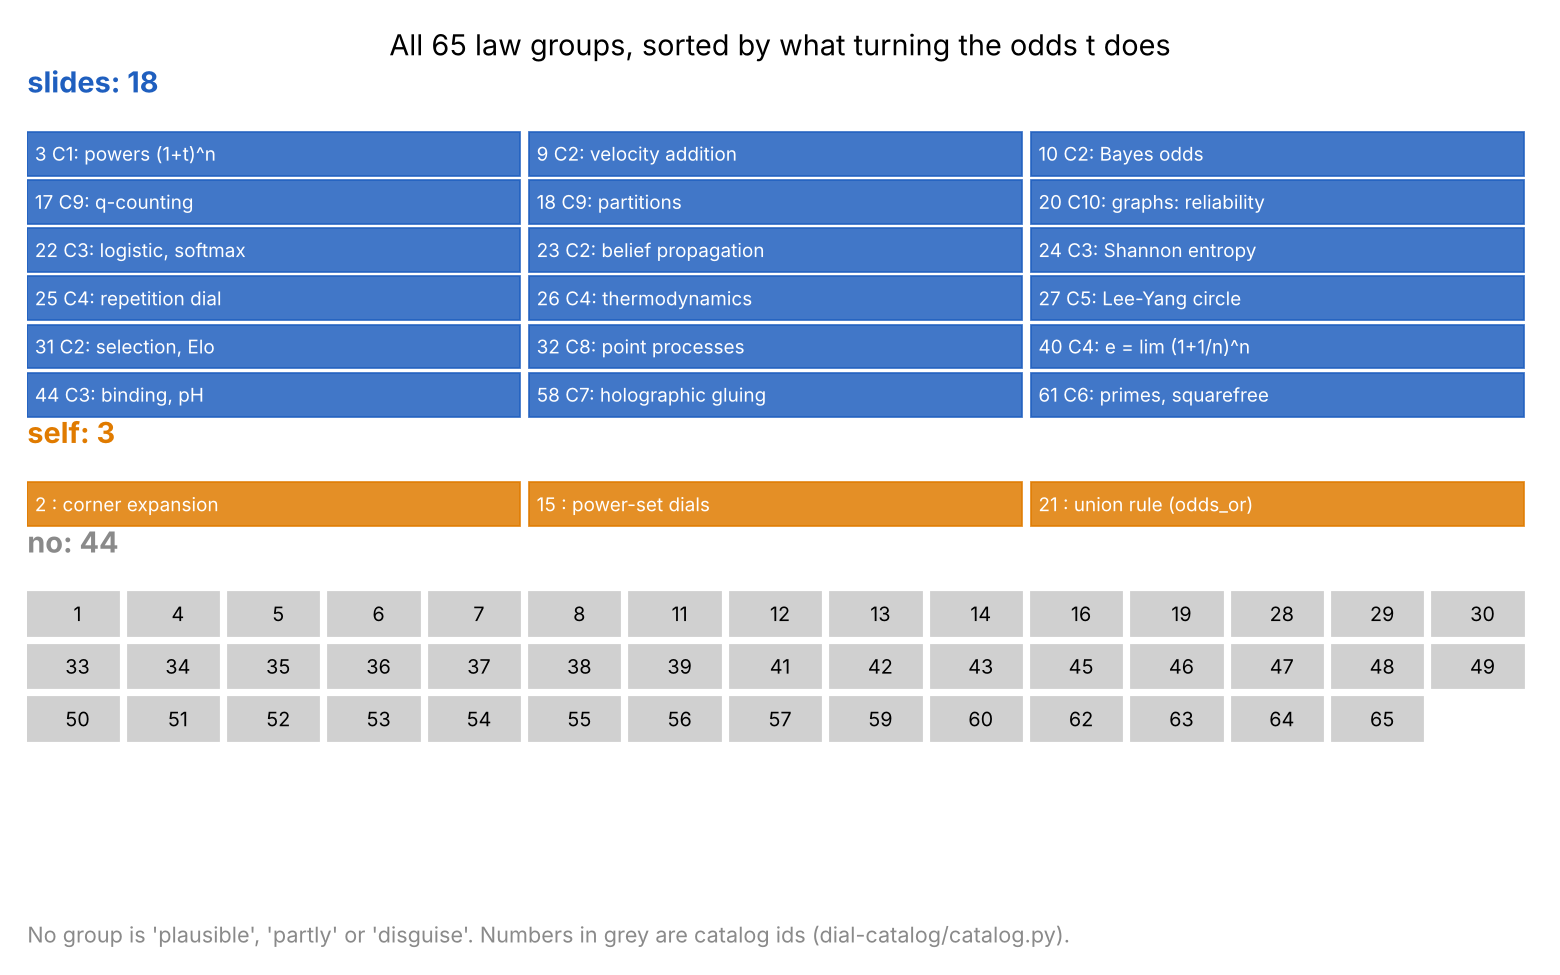 All 65 law groups, sorted by what turning the odds t does
slides: 18
3 C1: powers (1+t)^n
9 C2: velocity addition
10 C2: Bayes odds
17 C9: q-counting
18 C9: partitions
20 C10: graphs: reliability
22 C3: logistic, softmax
23 C2: belief propagation
24 C3: Shannon entropy
25 C4: repetition dial
26 C4: thermodynamics
27 C5: Lee-Yang circle
31 C2: selection, Elo
32 C8: point processes
40 C4: e = lim (1+1/n)^n
44 C3: binding, pH
58 C7: holographic gluing
61 C6: primes, squarefree
self: 3
2 : corner expansion
15 : power-set dials
21 : union rule (odds_or)
no: 44
1 4 5 6 7 8 11 12 13 14 16 19 28 29 30
33 34 35 36 37 38 39 41 42 43 45 46 47 48 49
50 51 52 53 54 55 56 57 59 60 62 63 64 65
No group is 'plausible', 'partly' or 'disguise'. Numbers in grey are catalog ids (dial-catalog/catalog.py).